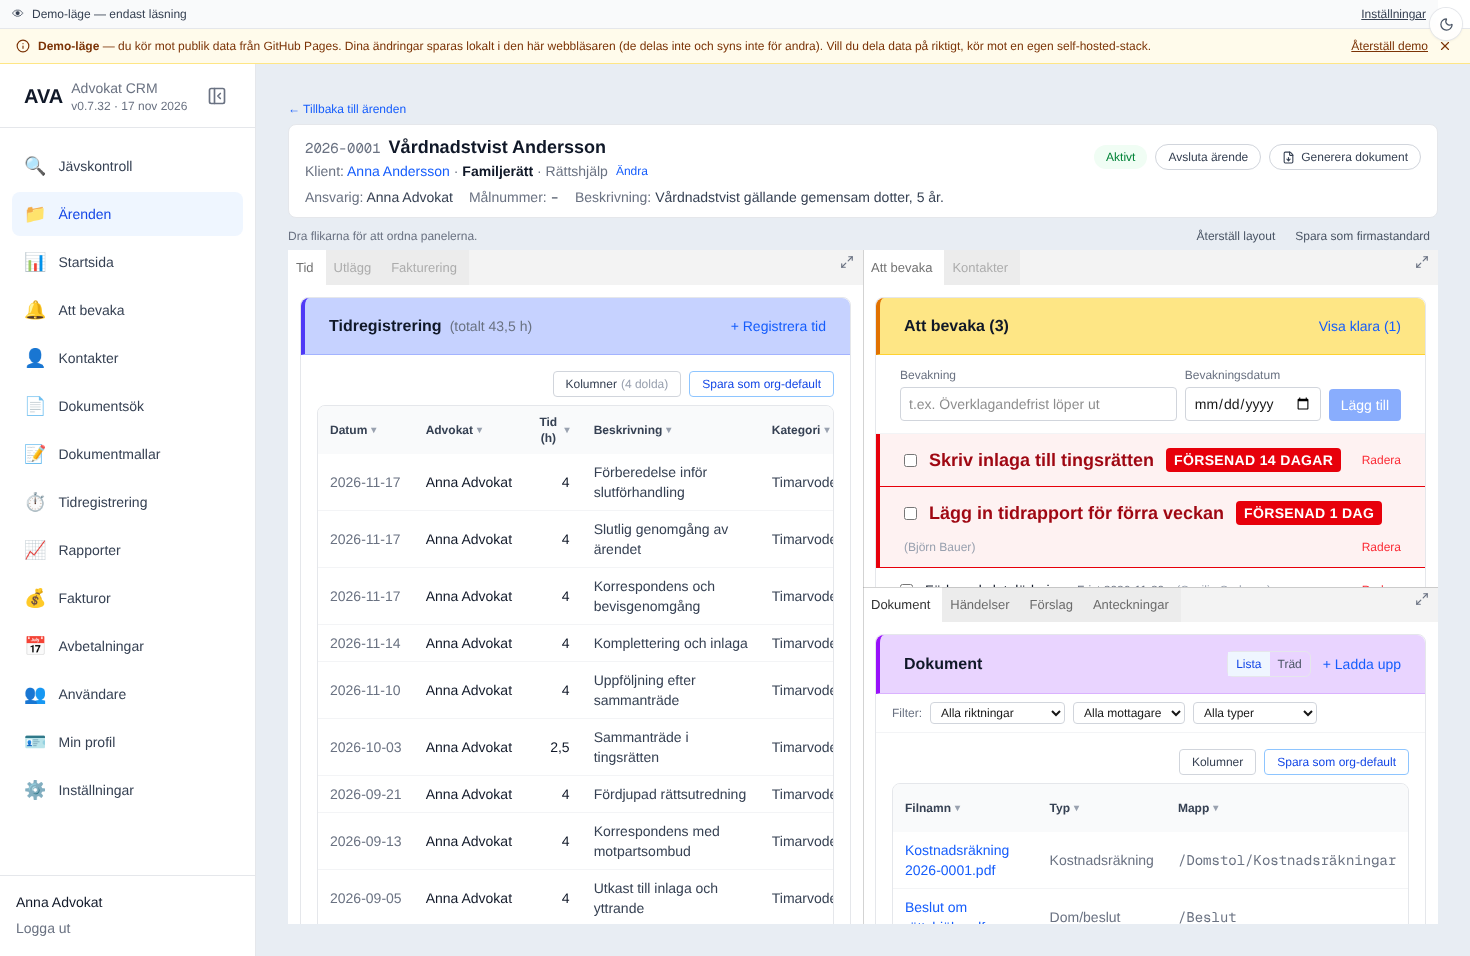 Demo-läge — endast läsning
Inställningar
Demo-läge — du kör mot publik data från GitHub Pages. Dina ändringar sparas lokalt i den här webbläsaren (de delas inte och syns inte för andra). Vill du dela data på riktigt, kör mot en egen self-hosted-stack.
Återställ demo
AVA
Advokat CRM
v0.7.32 · 17 nov 2026
Jävskontroll
Ärenden
Startsida
Att bevaka
Kontakter
Dokumentsök
Dokumentmallar
Tidregistrering
Rapporter
Fakturor
Avbetalningar
Användare
Min profil
Inställningar
Anna Advokat
Logga ut
← Tillbaka till ärenden
2026-0001 Vårdnadstvist Andersson
Klient: Anna Andersson · Familjerätt · Rättshjälp Ändra
Ansvarig: Anna Advokat Målnummer: – Beskrivning: Vårdnadstvist gällande gemensam dotter, 5 år.
Aktivt
Avsluta ärende
Generera dokument
Dra flikarna för att ordna panelerna.
Återställ layout
Spara som firmastandard
Tid Utlägg Fakturering
Tidregistrering (totalt 43,5 h)
+ Registrera tid
Kolumner (4 dolda)
Spara som org-default
Datum Advokat Tid (h) Beskrivning Kategori
2026-11-17 Anna Advokat 4 Förberedelse inför slutförhandling Timarvode
2026-11-17 Anna Advokat 4 Slutlig genomgång av ärendet Timarvode
2026-11-17 Anna Advokat 4 Korrespondens och bevisgenomgång Timarvode
2026-11-14 Anna Advokat 4 Komplettering och inlaga Timarvode
2026-11-10 Anna Advokat 4 Uppföljning efter sammanträde Timarvode
2026-10-03 Anna Advokat 2,5 Sammanträde i tingsrätten Timarvode
2026-09-21 Anna Advokat 4 Fördjupad rättsutredning Timarvode
2026-09-13 Anna Advokat 4 Korrespondens med motpartsombud Timarvode
2026-09-05 Anna Advokat 4 Utkast till inlaga och yttrande Timarvode
Att bevaka Kontakter
Att bevaka (3)
Visa klara (1)
Bevakning
Bevakningsdatum
t.ex. Överklagandefrist löper ut
mm/dd/yyyy
Lägg till
Skriv inlaga till tingsrätten FÖRSENAD 14 DAGAR Radera
Lägg in tidrapport för förra veckan FÖRSENAD 1 DAG
(Björn Bauer) Radera
Dokument Händelser Förslag Anteckningar
Dokument
Lista Träd
+ Ladda upp
Filter: Alla riktningar Alla mottagare Alla typer
Kolumner
Spara som org-default
Filnamn Typ Mapp
Kostnadsräkning 2026-0001.pdf Kostnadsräkning /Domstol/Kostnadsräkningar
Beslut om Dom/beslut /Beslut